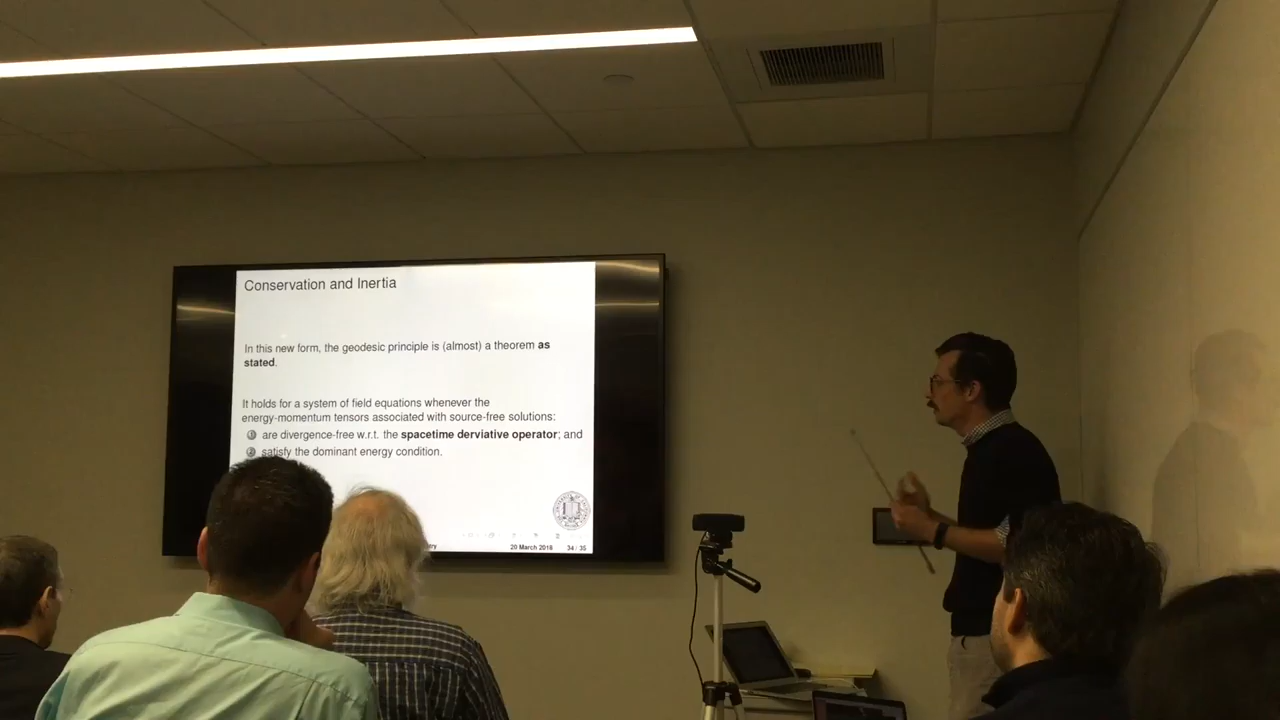 Conservation and Inertia
In this new form, the geodesic principle is (almost) a theorem as
stated.
It holds for a system of field equations whenever the
energy-momentum tensors associated with source-free solutions:
1 are divergence-free w.r.t. the spacetime derviative operator; and
2 satisfy the dominant energy condition.
20 March 2018 34 / 35